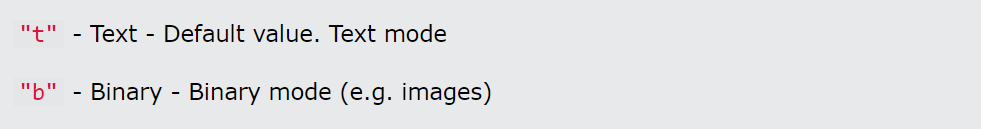 "t" - Text - Default value. Text mode
"b" - Binary - Binary mode (e.g. images)